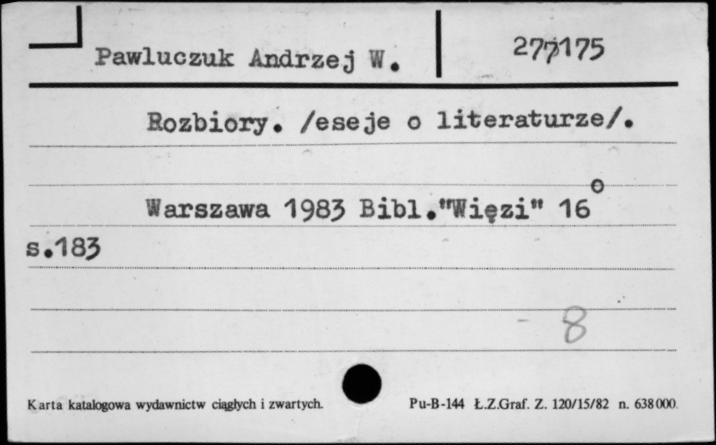 Pawluczuk Andrzej W. 277175
Rozbiory. /eseje o literaturze/.
Warszawa 1983 Bibl."Więzi" 16°
s.183
- 8
Karta katalogowa wydawnictw ciągłych i zwartych. Pu-B-144 Ł.Z.Graf. Z. 120/15/82 n. 638000.